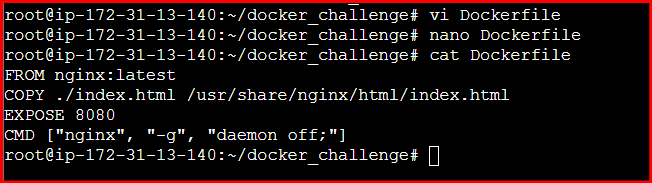 root@ip-172-31-13-140:~/docker_challenge# vi Dockerfile
root@ip-172-31-13-140:~/docker_challenge# nano Dockerfile
root@ip-172-31-13-140:~/docker_challenge# cat Dockerfile
FROM nginx:latest
COPY ./index.html /usr/share/nginx/html/index.html
EXPOSE 8080
CMD ["nginx", "-g", "daemon off;"]
root@ip-172-31-13-140:~/docker_challenge#